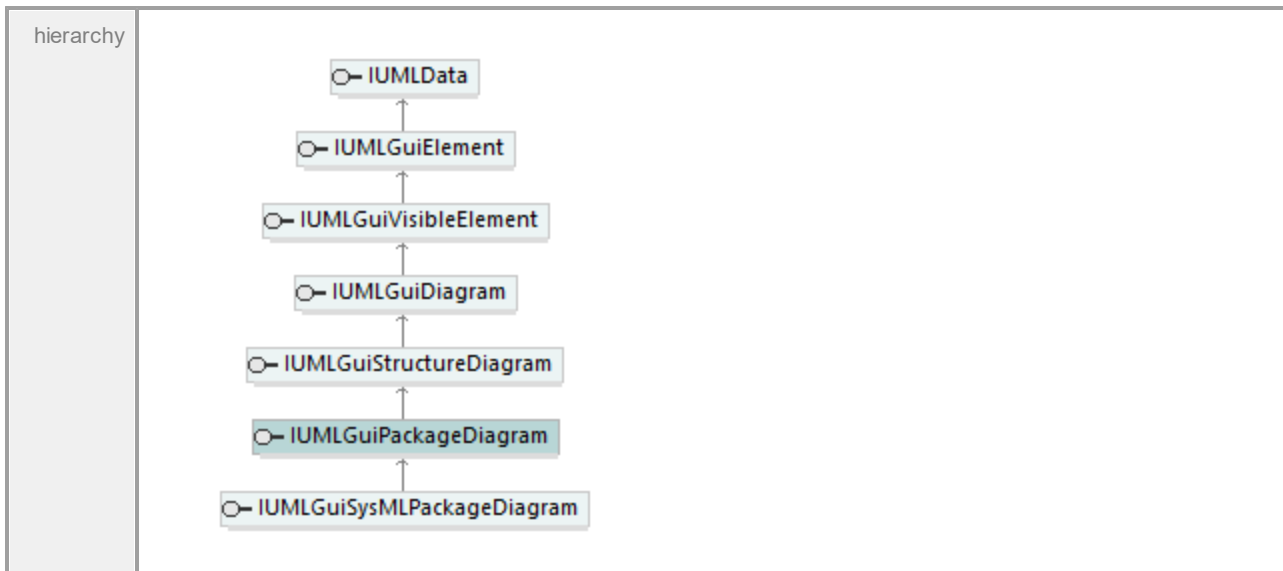 hierarchy
IUMLData
IUMLGuiElement
IUMLGuiVisibleElement
IUMLGuiDiagram
IUMLGuiStructureDiagram
IUMLGuiPackageDiagram
IUMLGuiSysMLPackageDiagram